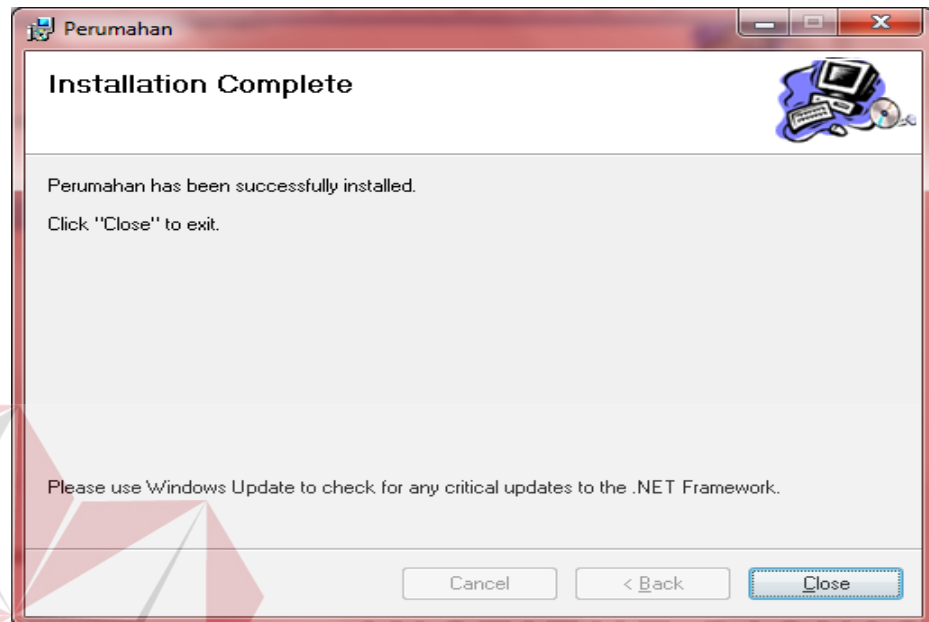 Perumahan
Installation Complete
Perumahan has been successfully installed.
Click "Close" to exit.
Please use Windows Update to check for any critical updates to the .NET Framework.
Cancel
< Back
Close